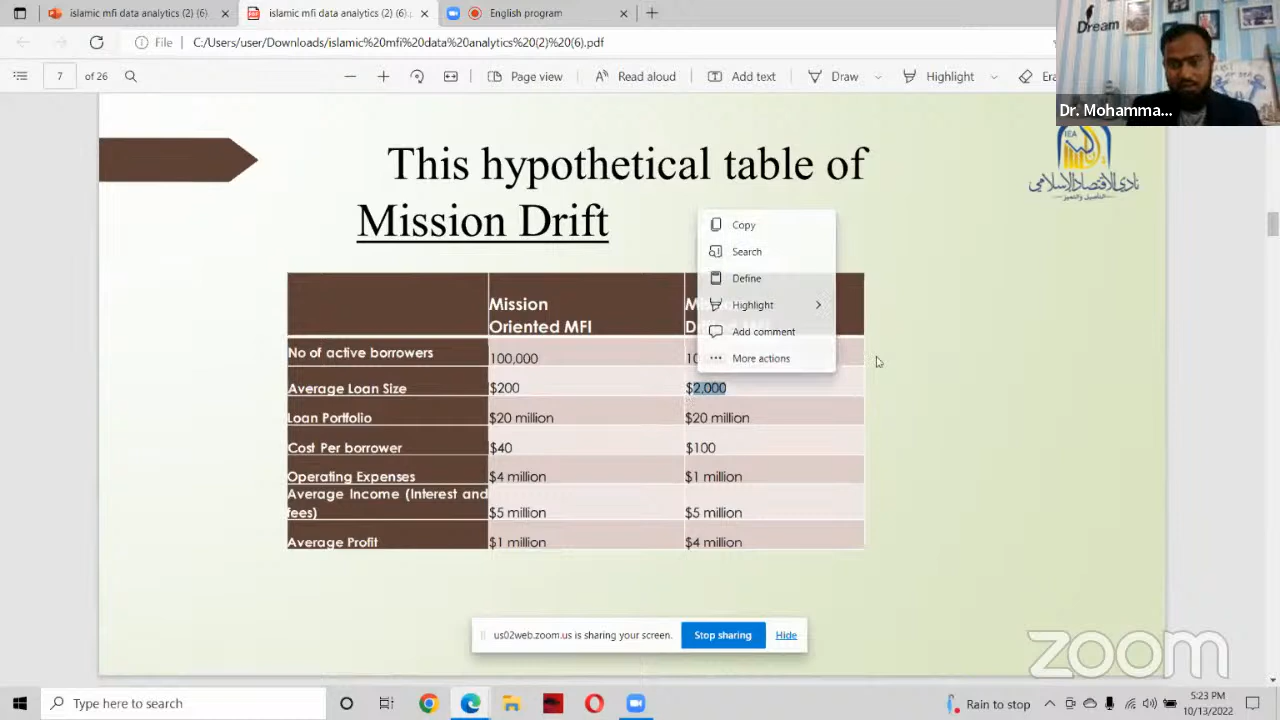 islamic mfi data analytics (2) (6).
islamic mfi data analytics (2) (6)..
English program
File
C:/Users/user/Downloads/islamic%20mfi%20data%20analytics%20(2)%20(6).pdf
7 of 26
Page view
Read aloud
Add text
Draw
Highlight
Dream
Dr. Mohamma...
IEA
نادي الاقتصاد الإسلامي
التأصيل والتميز
This hypothetical table of
Mission Drift
Copy
Search
Define
Highlight
Add comment
More actions
Mission
Oriented MFI
No of active borrowers 100,000
Average Loan Size $200 $2,000
Loan Portfolio $20 million $20 million
Cost Per borrower $40 $100
Operating Expenses $4 million $1 million
Average Income (Interest and
fees) $5 million $5 million
Average Profit $1 million $4 million
us02web.zoom.us is sharing your screen.
Stop sharing
Hide
zoom
Type here to search
Rain to stop
5:23 PM
10/13/2022